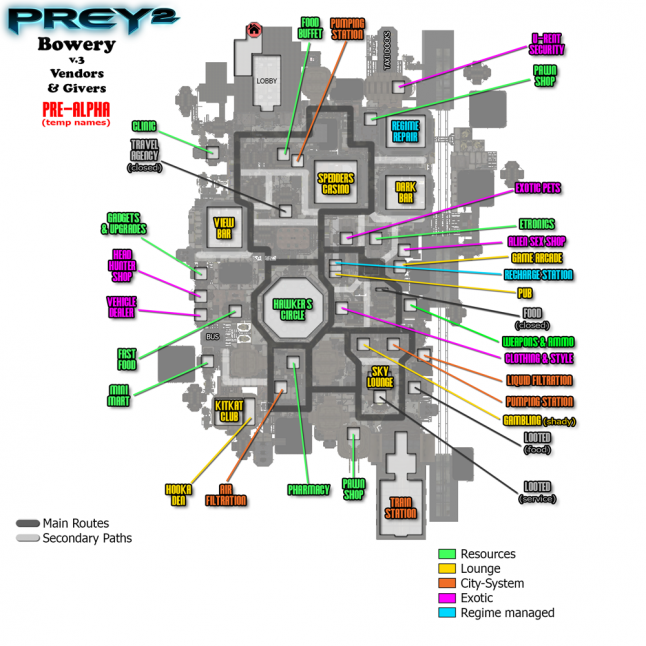 PREY 2
Bowery
v.3
Vendors
& Givers
PRE-ALPHA
(temp names)
FOOD
BUFFET
PUMPING
STATION
TAXI DOCKS
D-NEAT
SECURITY
PAWN
SHOP
LOBBY
REGIME
REPAIR
CLINIC
TRAVEL
AGENCY
(closed)
SPEDDERS
CASINO
DARK
BAR
EXOTIC PETS
VIEW
BAR
GADGETS
& UPGRADES
ETRONICS
ALIEN SEX SHOP
GAME ARCADE
HEAD
HUNTER
SHOP
RECHARGE STATION
PUB
VEHICLE
DEALER
HAWKER'S
CIRCLE
FOOD
(closed)
BUS
WEAPONS & AMMO
FAST
FOOD
CLOTHING & STYLE
MINI
MART
SKY
LOUNGE
LIQUID FILTRATION
PUMPING STATION
KITKAT
CLUB
GAMBLING (shady)
LOOTED
(food)
HOOKA
DEN
AIR
FILTRATION
PHARMACY
PAWN
SHOP
LOOTED
(service)
TRAIN
STATION
Main Routes
Secondary Paths
Resources
Lounge
City-System
Exotic
Regime managed